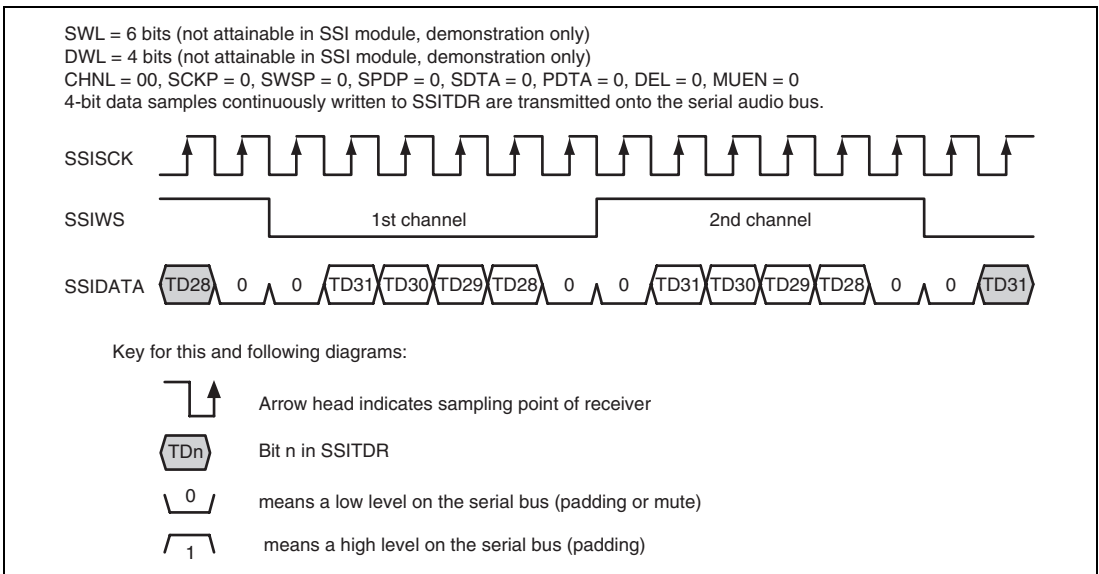 SWL = 6 bits (not attainable in SSI module, demonstration only)
DWL = 4 bits (not attainable in SSI module, demonstration only)
CHNL = 00, SCKP = 0, SWSP = 0, SPDP = 0, SDTA = 0, PDTA = 0, DEL = 0, MUEN = 0
4-bit data samples continuously written to SSITDR are transmitted onto the serial audio bus.
SSISCK
SSIWS 1st channel 2nd channel
SSIDATA TD28 0 0 TD31 TD30 TD29 TD28 0 0 TD31 TD30 TD29 TD28 0 0 TD31
Key for this and following diagrams:
Arrow head indicates sampling point of receiver
TDn Bit n in SSITDR
0 means a low level on the serial bus (padding or mute)
1 means a high level on the serial bus (padding)